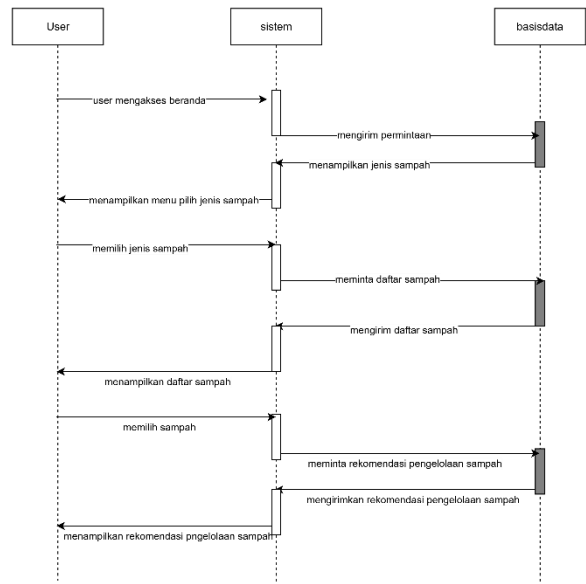 User
sistem
basisdata
user mengakses beranda
mengirim permintaan
menampilkan jenis sampah
menampilkan menu pilih jenis sampah
memilih jenis sampah
meminta daftar sampah
mengirim daftar sampah
menampilkan daftar sampah
memilih sampah
meminta rekomendasi pengelolaan sampah
mengirimkan rekomendasi pengelolaan sampah
menampilkan rekomendasi pngelolaan sampah